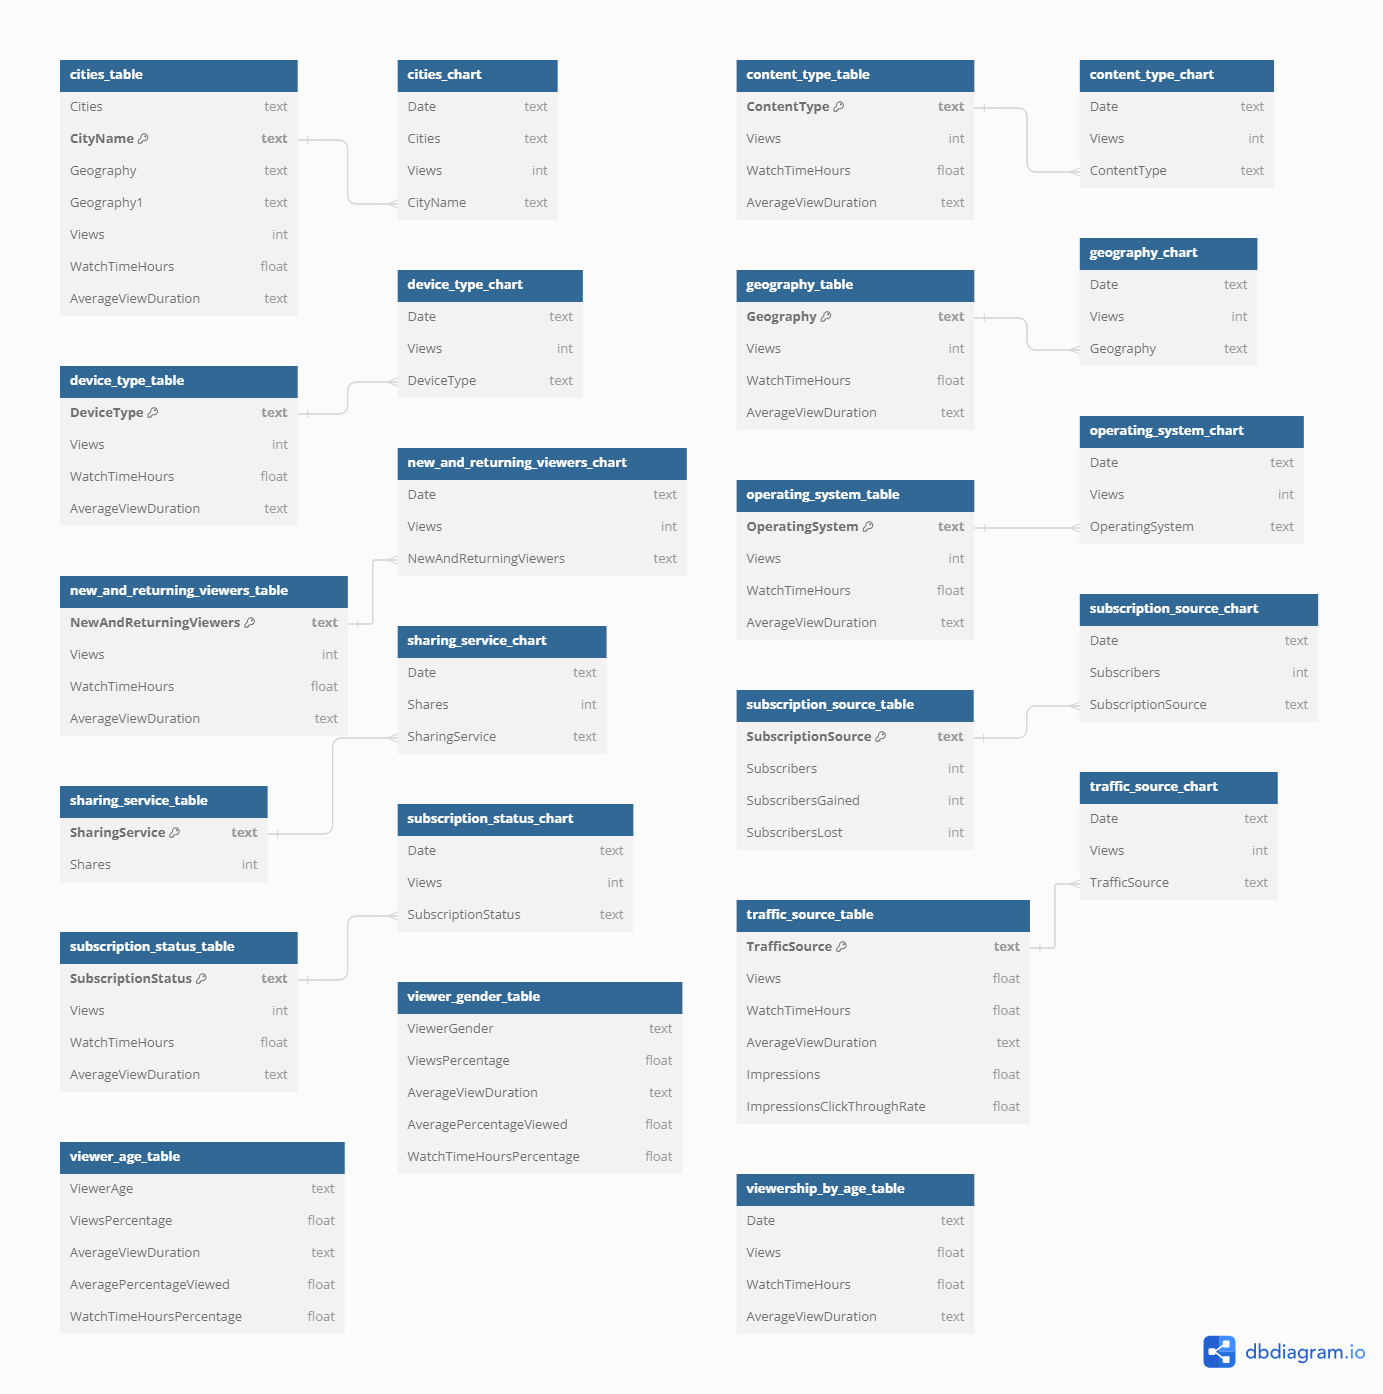 cities_table
Cities text
CityName text
Geography text
Geography1 text
Views int
WatchTimeHours float
AverageViewDuration text
cities_chart
Date text
Cities text
Views int
CityName text
device_type_chart
Date text
Views int
DeviceType text
device_type_table
DeviceType text
Views int
WatchTimeHours float
AverageViewDuration text
new_and_returning_viewers_chart
Date text
Views int
NewAndReturningViewers text
new_and_returning_viewers_table
NewAndReturningViewers text
Views int
WatchTimeHours float
AverageViewDuration text
sharing_service_chart
Date text
Shares int
SharingService text
sharing_service_table
SharingService text
Shares int
subscription_status_chart
Date text
Views int
SubscriptionStatus text
subscription_status_table
SubscriptionStatus text
Views int
WatchTimeHours float
AverageViewDuration text
viewer_gender_table
ViewerGender text
ViewsPercentage float
AverageViewDuration text
AveragePercentageViewed float
WatchTimeHoursPercentage float
viewer_age_table
ViewerAge text
ViewsPercentage float
AverageViewDuration text
AveragePercentageViewed float
WatchTimeHoursPercentage float
content_type_table
ContentType text
Views int
WatchTimeHours float
AverageViewDuration text
content_type_chart
Date text
Views int
ContentType text
geography_chart
Date text
Views int
Geography text
geography_table
Geography text
Views int
WatchTimeHours float
AverageViewDuration text
operating_system_chart
Date text
Views int
OperatingSystem text
operating_system_table
OperatingSystem text
Views int
WatchTimeHours float
AverageViewDuration text
subscription_source_chart
Date text
Subscribers int
SubscriptionSource text
subscription_source_table
SubscriptionSource text
Subscribers int
SubscribersGained int
SubscribersLost int
traffic_source_chart
Date text
Views int
TrafficSource text
traffic_source_table
TrafficSource text
Views float
WatchTimeHours float
AverageViewDuration text
Impressions float
ImpressionsClickThroughRate float
viewership_by_age_table
Date text
Views float
WatchTimeHours float
AverageViewDuration text
dbdiagram.io